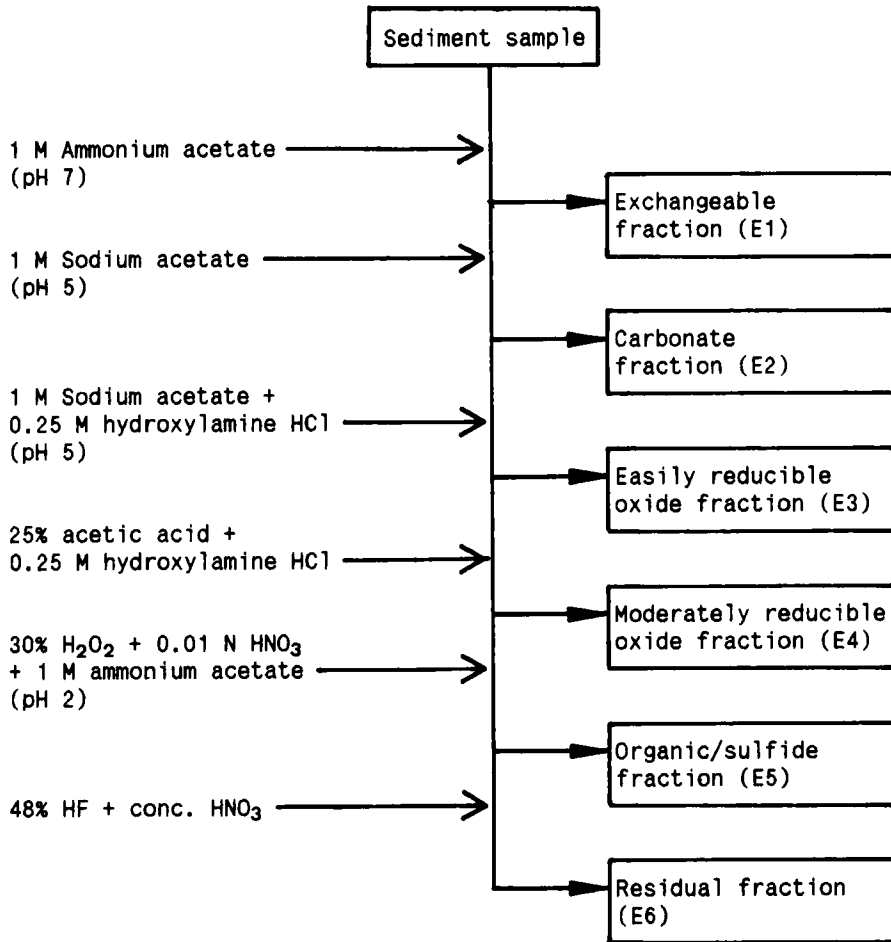 Sediment sample
1 M Ammonium acetate
(pH 7)
Exchangeable
fraction (E1)
1 M Sodium acetate
(pH 5)
Carbonate
fraction (E2)
1 M Sodium acetate +
0.25 M hydroxylamine HCl
(pH 5)
Easily reducible
oxide fraction (E3)
25% acetic acid +
0.25 M hydroxylamine HCl
Moderately reducible
oxide fraction (E4)
30% H₂O₂ + 0.01 N HNO₃
+ 1 M ammonium acetate
(pH 2)
Organic/sulfide
fraction (E5)
48% HF + conc. HNO₃
Residual fraction
(E6)